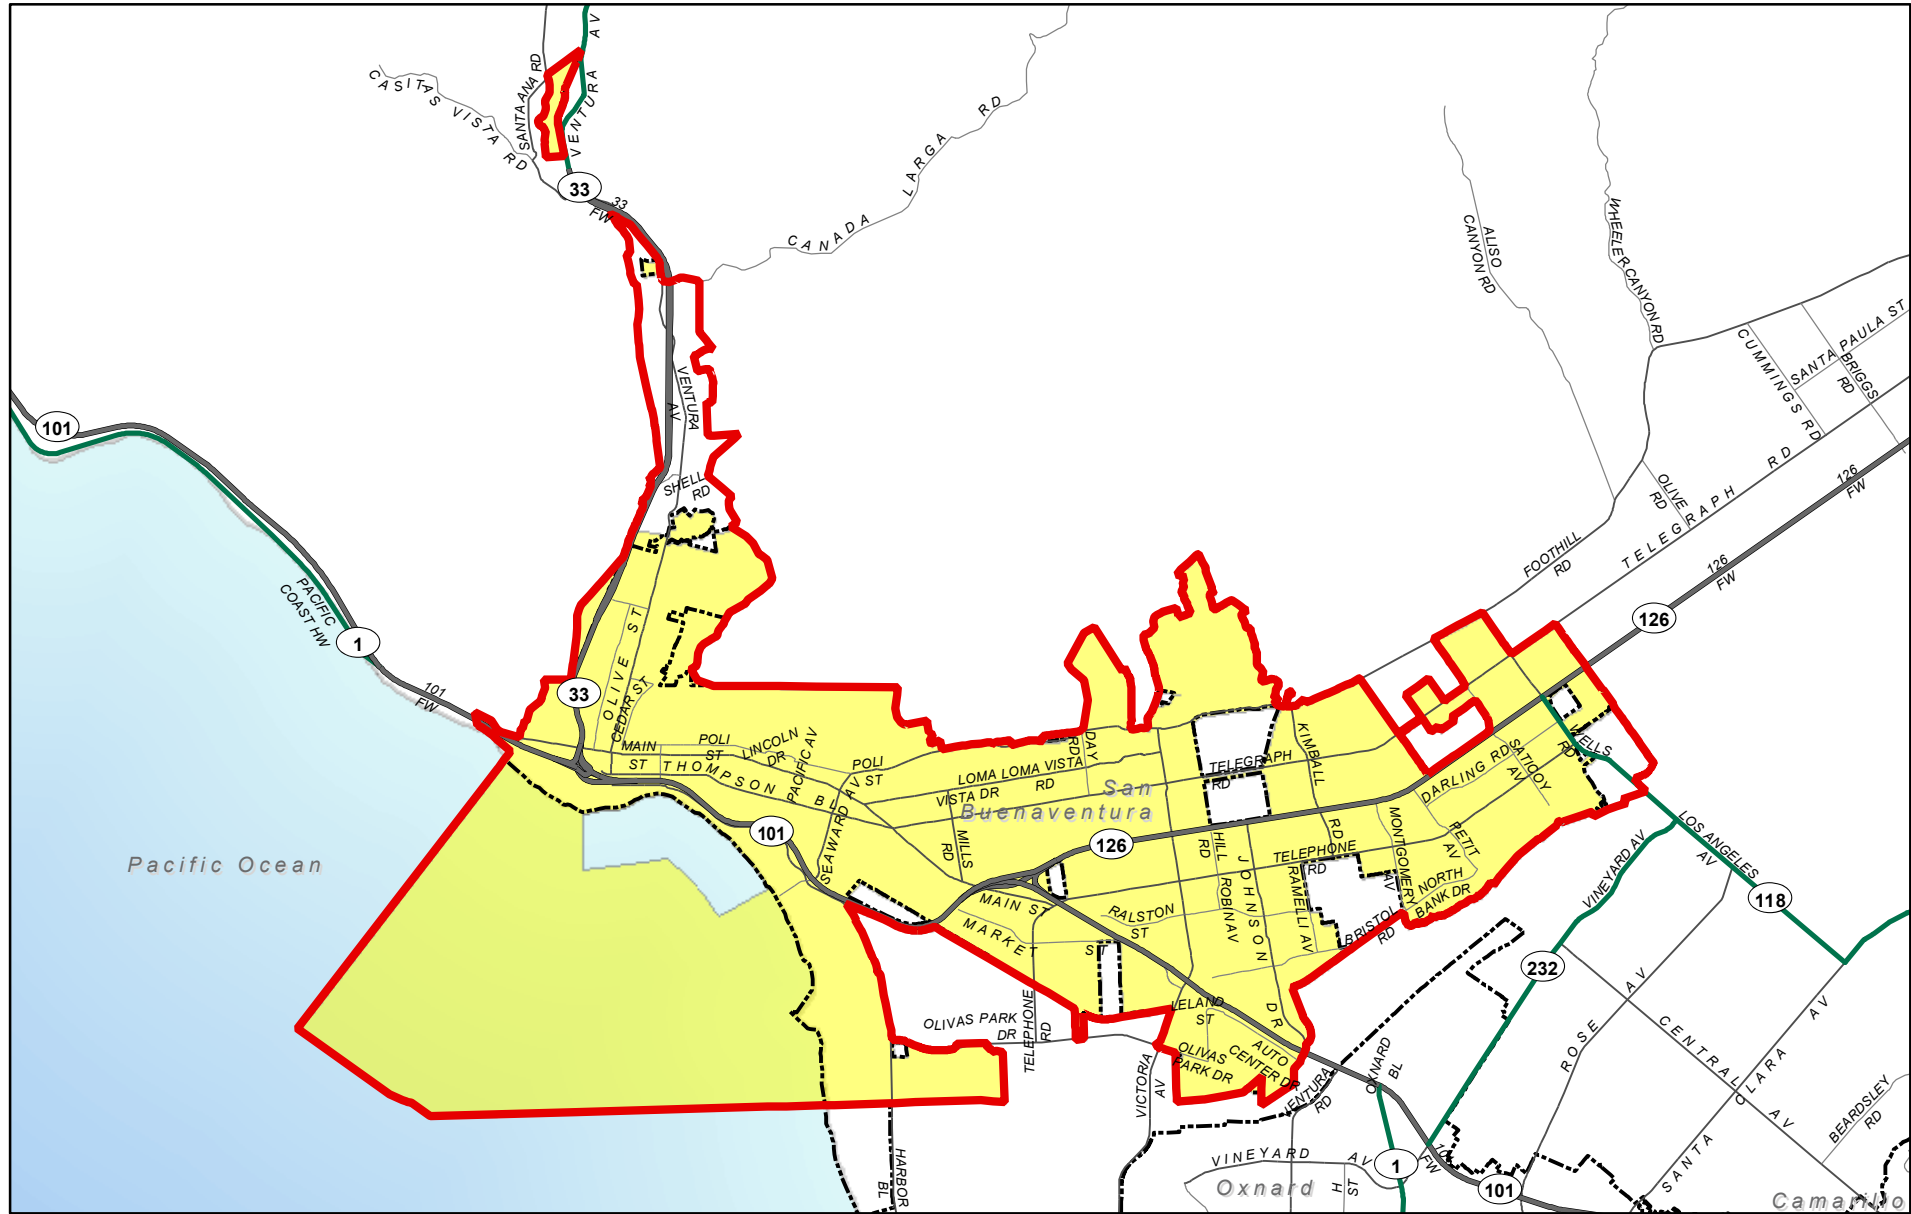 AV
SANTA ANA RD
VENTURA
CASITAS VISTA RD
33
33
FW
CANADA LARGA RD
ALISO
CANYON RD
WHEELER CANYON RD
CUMMINGS RD
SANTA PAULA ST
BRIGGS
RD
101
VENTURA
AV
SHELL
RD
OLIVE
RD
TELEGRAPH RD
126
FW
FOOTHILL
RD
126
FW
126
PACIFIC
COAST HW
1
101
FW
33
OLIVE ST
CEDAR ST
MAIN
ST
POLI
ST
LINCOLN
DR
PACIFIC AV
THOMPSON BL
POLI
ST
SEAWARD AV
101
LOMA LOMA VISTA
RD
VISTA DR
DAY
RD
San
Buenaventura
TELEGRAPH
RD
KIMBALL
RD
DARLING RD
SATICOY
AV
WELLS
RD
MILLS
RD
126
HILL
RD
JOHNSON DR
TELEPHONE
RD
MONTGOMERY
AV
PETIT
AV
NORTH
BANK DR
LOS ANGELES
AV
VINEYARD AV
118
Pacific Ocean
MAIN ST
MARKET ST
RALSTON
ST
ROBIN AV
RAMELLI AV
BRISTOL
RD
232
OLIVAS PARK
DR
TELEPHONE
RD
LELAND
ST
OLIVAS
PARK DR
AUTO
CENTER DR
VICTORIA
AV
VENTURA
RD
OXNARD
BL
ROSE AV
CENTRAL AV
SANTA CLARA AV
BEARDSLEY
RD
HARBOR
BL
VINEYARD AV
Oxnard
H
ST
1
101
FW
101
Camarillo